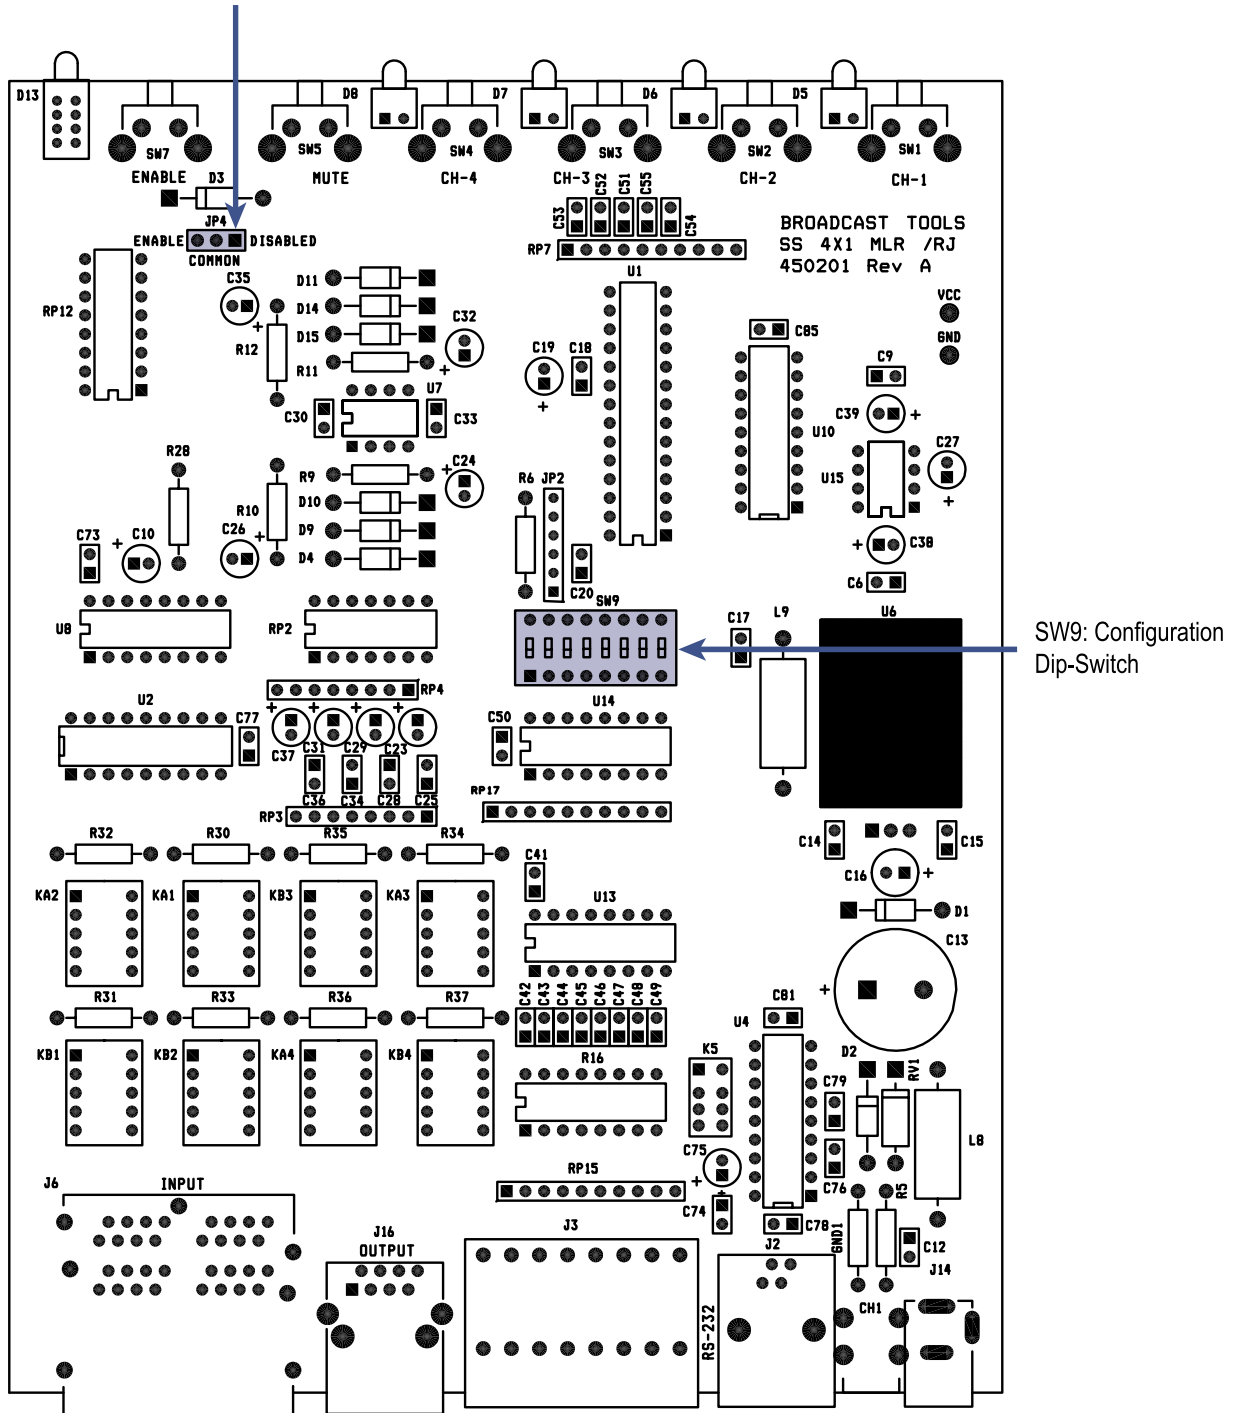 D13
D8
D7
D6
D5
SW7
SW5
SW4
SW3
SW2
SW1
ENABLE
MUTE
CH-4
CH-3
CH-2
CH-1
D3
C53
C52
C51
C55
C54
JP4
ENABLE
DISABLED
COMMON
RP7
BROADCAST TOOLS
SS 4X1 MLR /RJ
450201 Rev A
U1
C35
D11
RP12
D14
C32
VCC
D15
R12
R11
C19
C18
C85
GND
C9
U7
C30
C33
C39
U10
R28
C24
C27
R9
R6
JP2
U15
D10
R10
C73
C10
C26
D9
D4
C38
C20
C6
SW9
U8
RP2
C17
L9
U6
SW9: Configuration
Dip-Switch
RP4
U2
U14
C77
C37
C31
C29
C23
C50
C36
C34
C28
C25
RP17
RP3
R32
R30
R35
R34
C14
C15
C41
C16
KA2
KA1
KB3
KA3
U13
D1
C13
R31
R33
R36
R37
C42
C43
C44
C45
C46
C47
C48
C49
C81
U4
KB1
KB2
KA4
KB4
R16
K5
D2
RV1
C79
L8
C75
C76
R5
J6
INPUT
RP15
C74
C78
GND1
C12
J16
OUTPUT
J3
J2
J14
RS-232
CH1